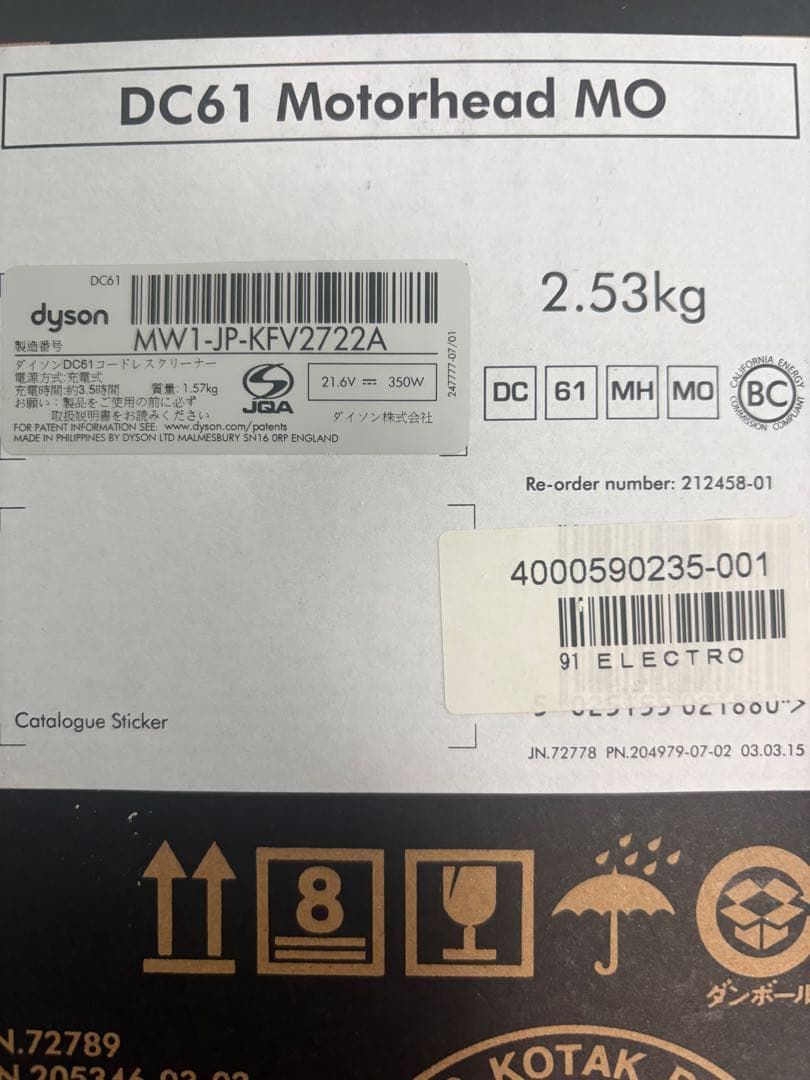 DC61 Motorhead MO
DC61
dyson
製造番号
MW1-JP-KFV2722A
ダイソンDC61コードレスクリーナー
電源方式:充電式
充電時間:約3.5時間 質量: 1.57kg
お願い：製品をご使用の前に必ず
取扱説明書をお読みください
JQA
21.6V 350W
ダイソン株式会社
247777-07/01
FOR PATENT INFORMATION SEE: www.dyson.com/patents
MADE IN PHILIPPINES BY DYSON LTD MALMESBURY SN16 0RP ENGLAND
2.53kg
DC 61 MH MO
CALIFORNIA ENERGY
BC
COMMISSION COMPLIANT
Re-order number: 212458-01
4000590235-001
91 ELECTRO
Catalogue Sticker
JN.72778 PN.204979-07-02 03.03.15
8
ダンボール
N.72789
KOTAK